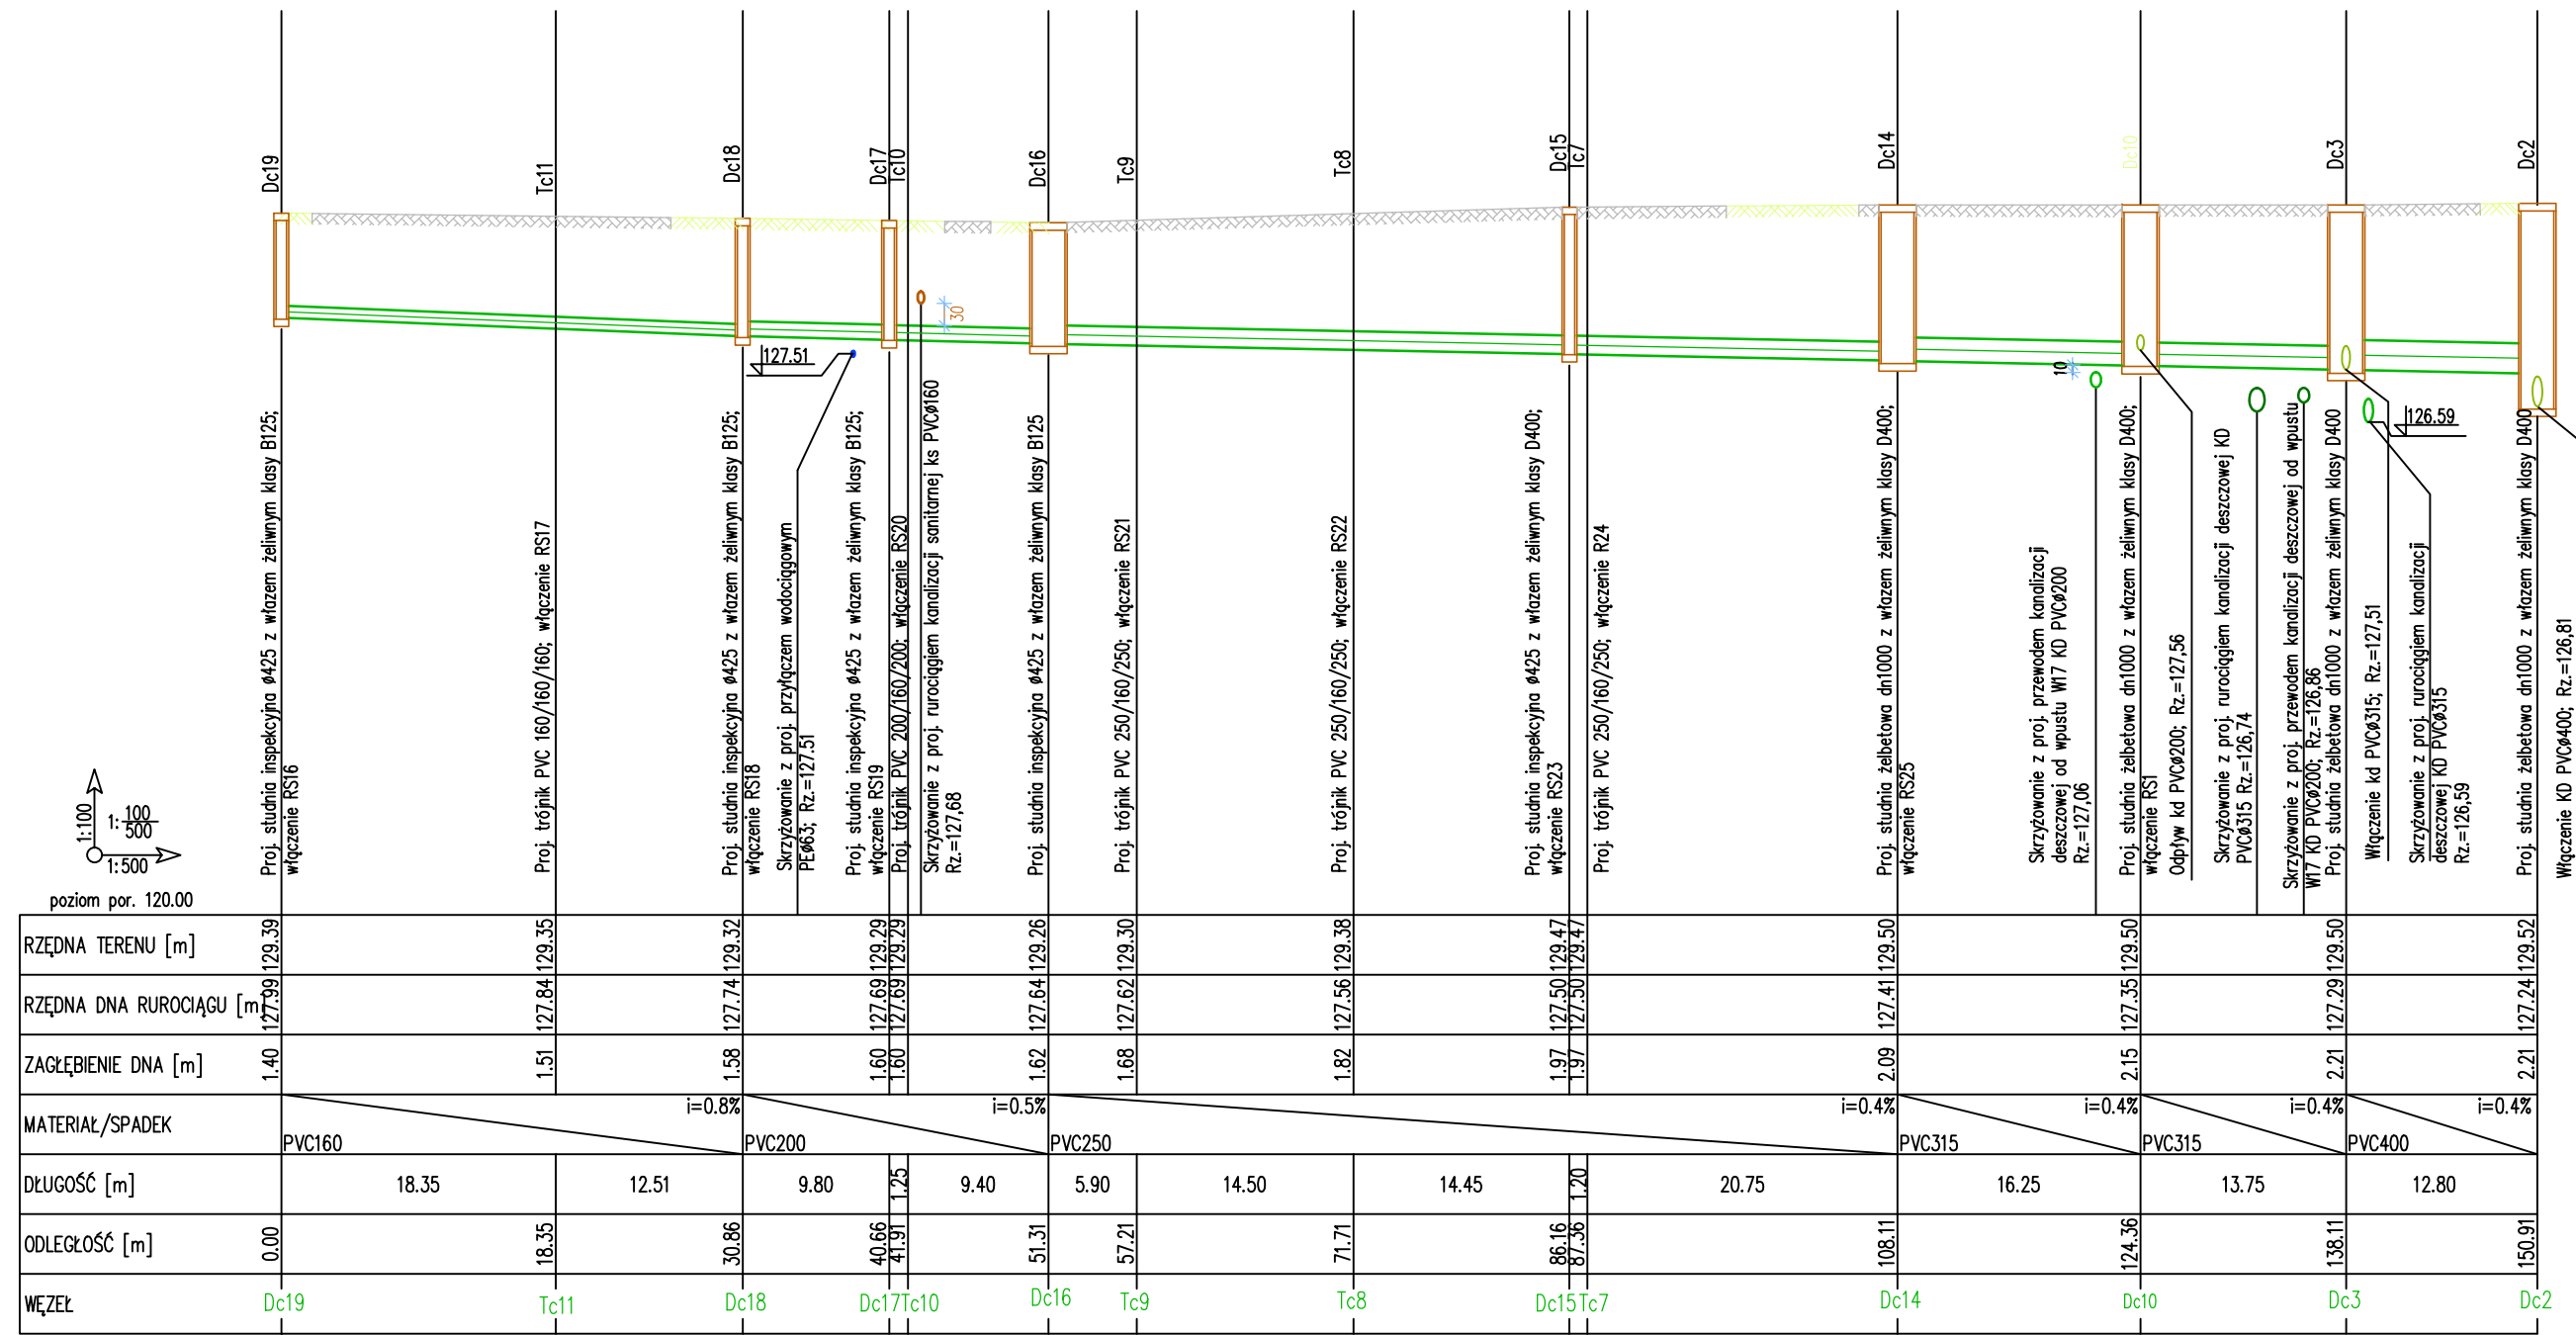 Dc19
Tc11
Dc18
Dc17
Tc10
Dc16
Tc9
Tc8
Dc15
Tc7
Dc14
Dc10
Dc3
Dc2
30
127.51
10
126.59
Proj. studnia inspekcyjna ø425 z włazem żeliwnym klasy B125;
włączenie RS16
Proj. trójnik PVC 160/160/160; włączenie RS17
Proj. studnia inspekcyjna ø425 z włazem żeliwnym klasy B125;
włączenie RS18
Skrzyżowanie z proj. przyłączem wodociągowym
PEø63; Rz.=127.51
Proj. studnia inspekcyjna ø425 z włazem żeliwnym klasy B125;
włączenie RS19
Proj. trójnik PVC 200/160/200; włączenie RS20
Skrzyżowanie z proj. rurociągiem kanalizacji sanitarnej ks PVCø160
Rz.=127,68
Proj. studnia inspekcyjna ø425 z włazem żeliwnym klasy B125
Proj. trójnik PVC 250/160/250; włączenie RS21
Proj. trójnik PVC 250/160/250; włączenie RS22
Proj. studnia inspekcyjna ø425 z włazem żeliwnym klasy D400;
włączenie RS23
Proj. trójnik PVC 250/160/250; włączenie R24
Proj. studnia żelbetowa dn1000 z włazem żeliwnym klasy D400;
włączenie RS25
Skrzyżowanie z proj. przewodem kanalizacji
deszczowej od wpustu W17 KD PVCø200
Rz.=127,06
Proj. studnia żelbetowa dn1000 z włazem żeliwnym klasy D400;
włączenie RS1
Odpływ kd PVCø200; Rz.=127,56
Skrzyżowanie z proj. rurociągiem kanalizacji deszczowej KD
PVCø315 Rz.=126,74
Skrzyżowanie z proj. przewodem kanalizacji deszczowej od wpustu
W17 KD PVCø200; Rz.=126,86
Proj. studnia żelbetowa dn1000 z włazem żeliwnym klasy D400
Włączenie kd PVCø315; Rz.=127,51
Skrzyżowanie z proj. rurociągiem kanalizacji
deszczowej KD PVCø315
Rz.=126,59
Proj. studnia żelbetowa dn1000 z włazem żeliwnym klasy D400
Włączenie KD PVCø400; Rz.=126,81
1:100
1: 100/500
1:500
poziom por. 120.00
RZĘDNA TERENU [m] 129.39 129.35 129.32 129.29 129.29 129.26 129.30 129.38 129.47 129.47 129.50 129.50 129.50 129.52
RZĘDNA DNA RUROCIĄGU [m] 127.99 127.84 127.74 127.69 127.69 127.64 127.62 127.56 127.50 127.50 127.41 127.35 127.29 127.24
ZAGŁĘBIENIE DNA [m] 1.40 1.51 1.58 1.60 1.60 1.62 1.68 1.82 1.97 1.97 2.09 2.15 2.21 2.21
i=0.8% i=0.5% i=0.4% i=0.4% i=0.4% i=0.4%
MATERIAŁ/SPADEK
PVC160 PVC200 PVC250 PVC315 PVC315 PVC400
DŁUGOŚĆ [m] 18.35 12.51 9.80 1.25 9.40 5.90 14.50 14.45 1.20 20.75 16.25 13.75 12.80
ODLEGŁOŚĆ [m] 0.00 18.35 30.86 40.66 41.91 51.31 57.21 71.71 86.16 87.36 108.11 124.36 138.11 150.91
WĘZEŁ Dc19 Tc11 Dc18 Dc17 Tc10 Dc16 Tc9 Tc8 Dc15 Tc7 Dc14 Dc10 Dc3 Dc2